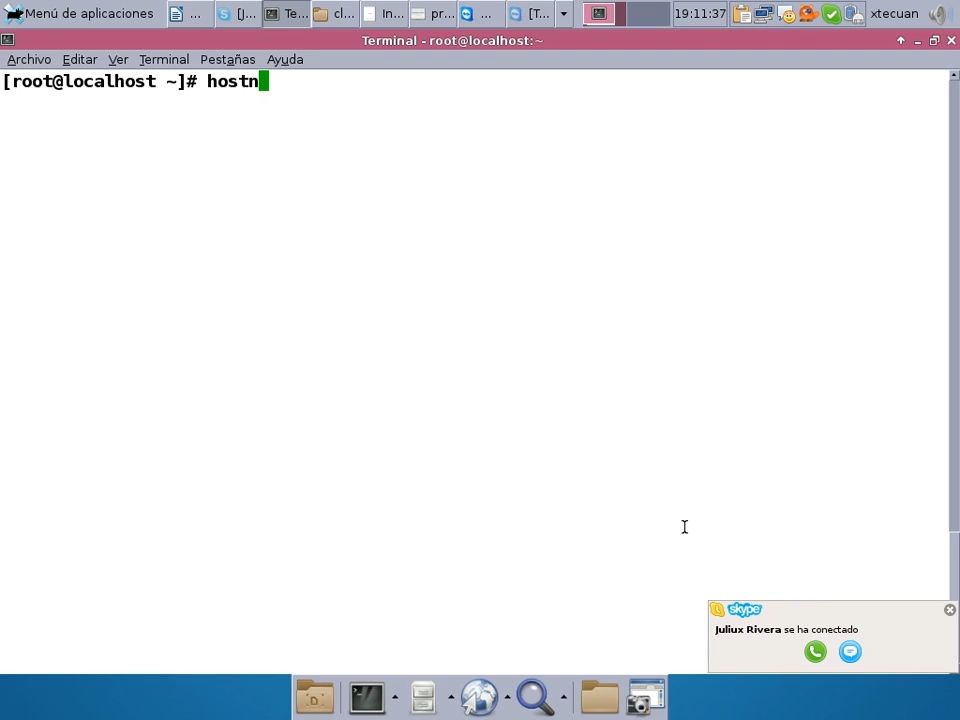 Menú de aplicaciones ... [J... Te... cl... In... pr... ... [T... 19:11:37 xtecuan
Terminal - root@localhost:~
Archivo Editar Ver Terminal Pestañas Ayuda
[root@localhost ~]# hostn
skype
Juliux Rivera se ha conectado
D